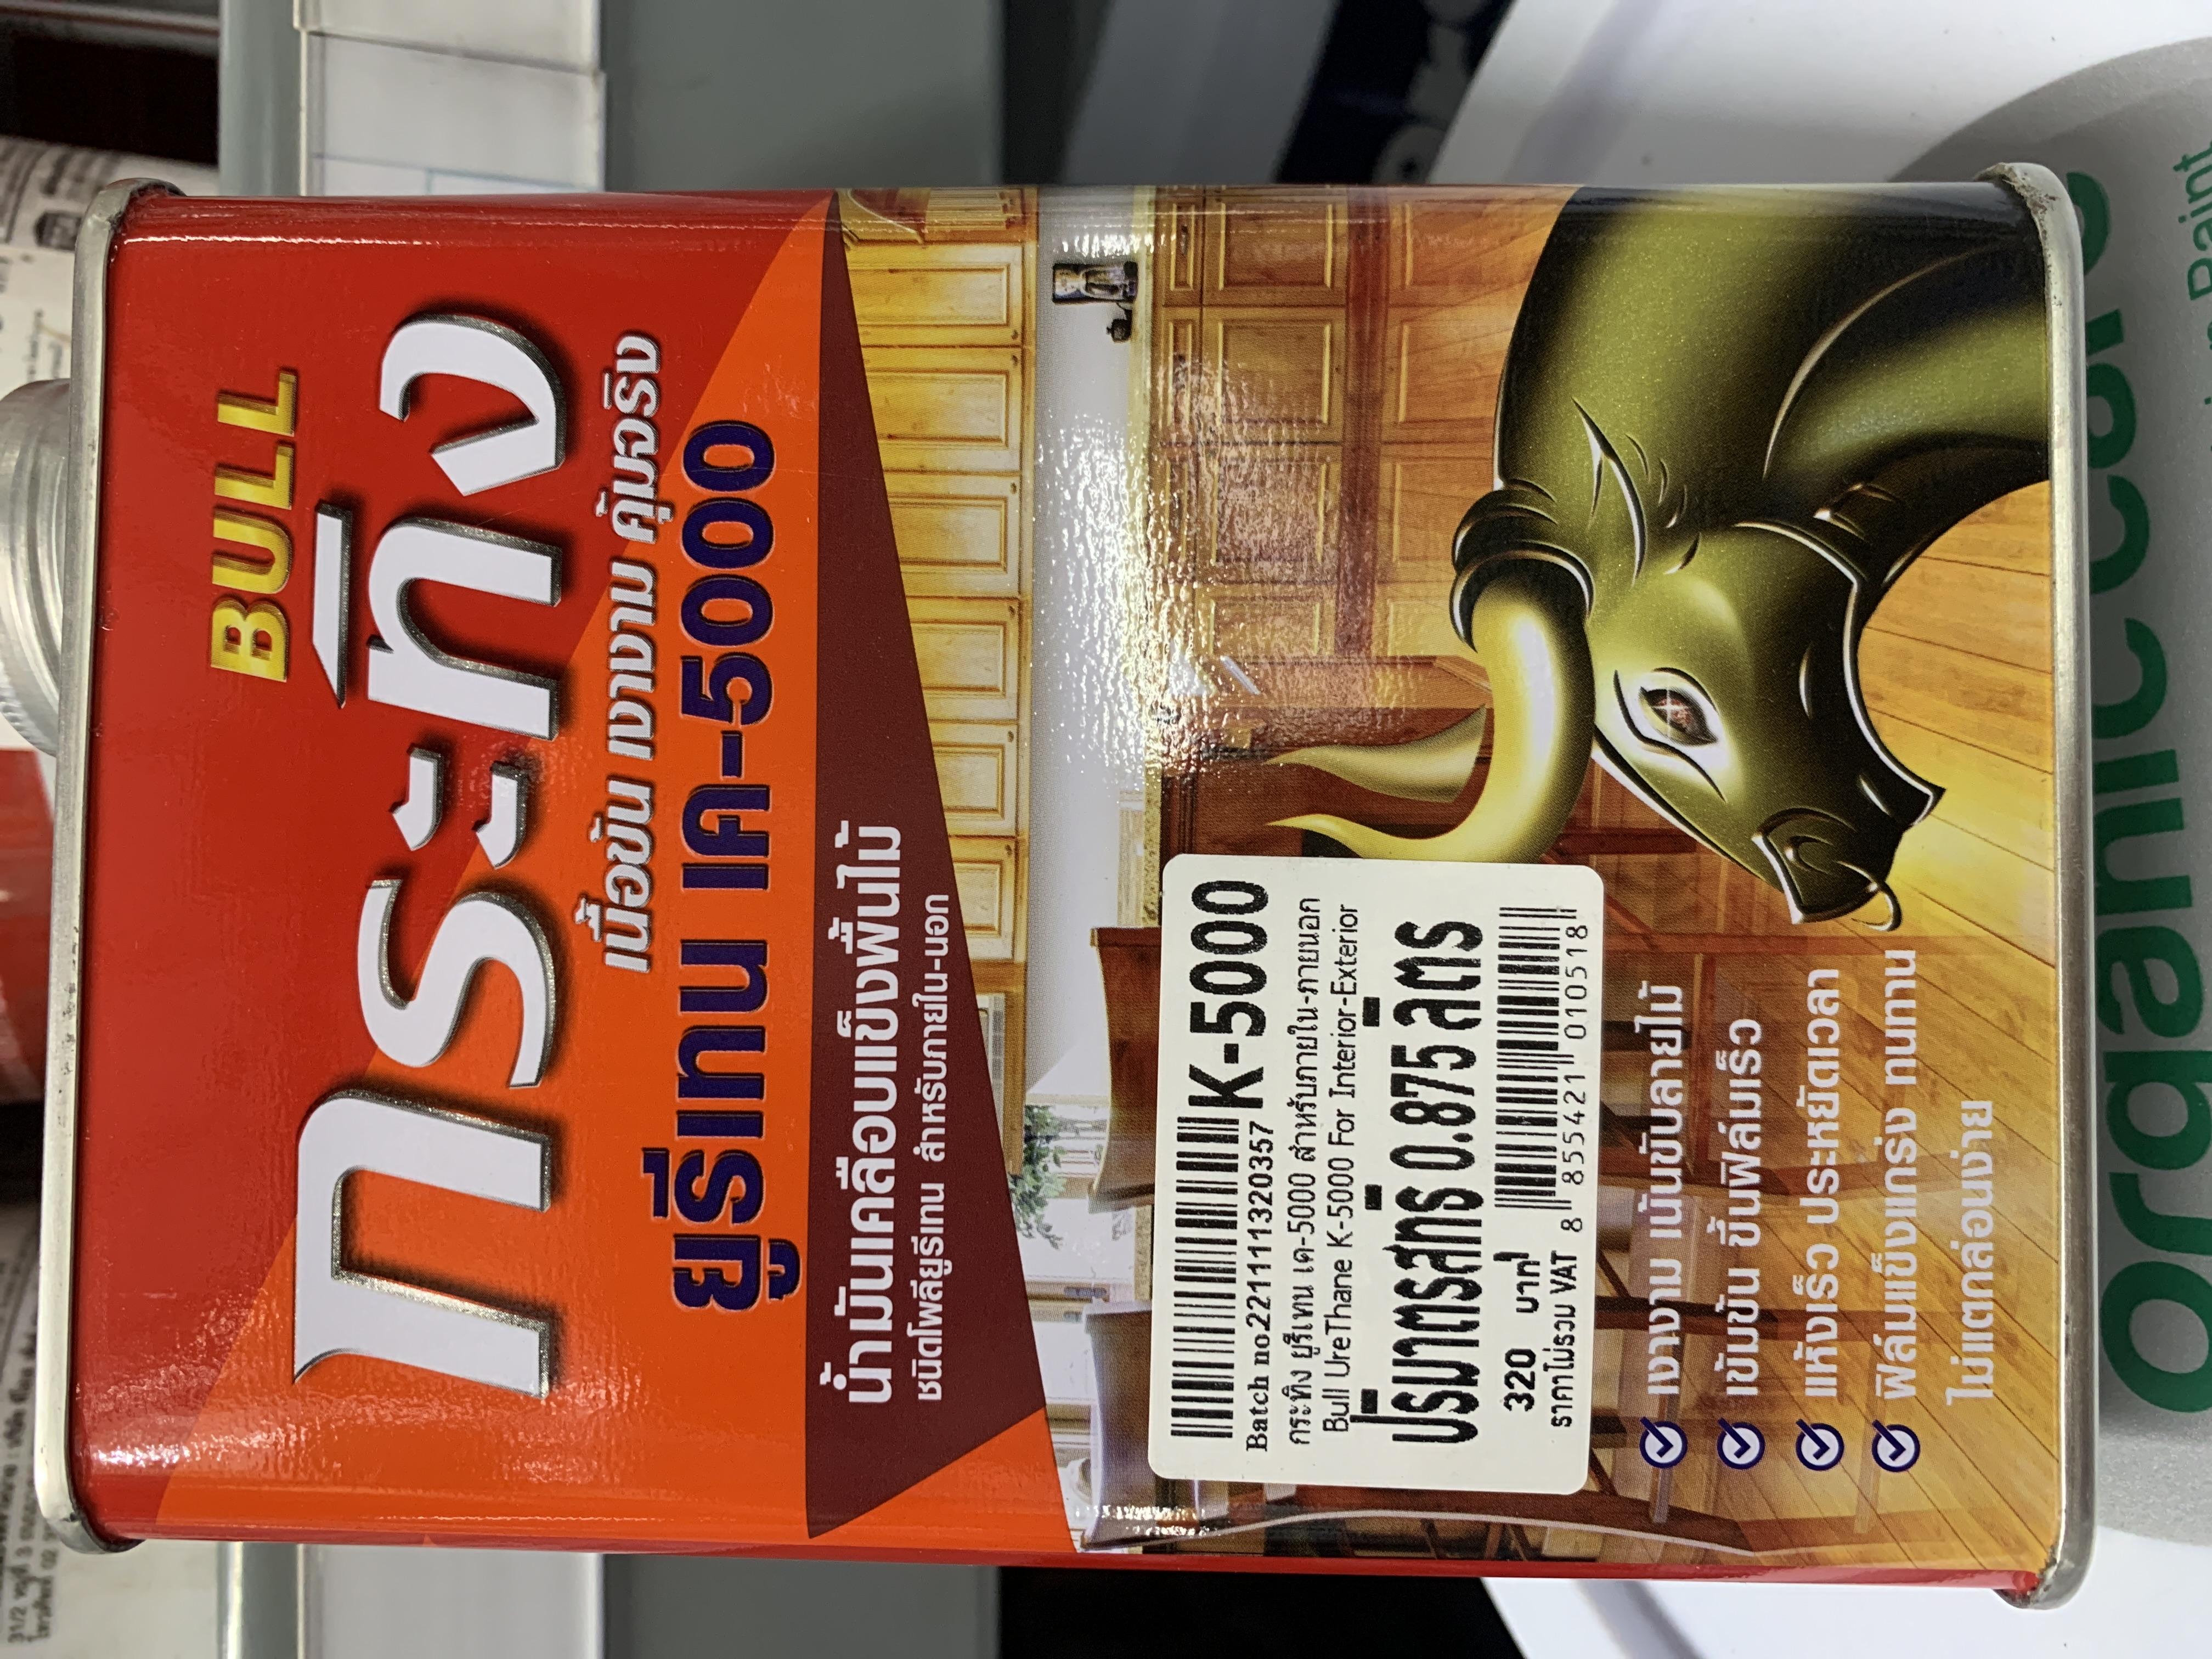 BULL
กระทิง
เนื้อข้น เงางาม คุ้มจริง
ยูรีเทน เค-5000
น้ำมันเคลือบแข็งพื้นไม้
ชนิดโพลียูรีเทน สำหรับภายใน-นอก
Batch no221111320357 K-5000
กระทิง ยูรีเทน เค-5000 สำหรับภายใน-ภายนอก
Bull UreThane K-5000 For Interior-Exterior
ปริมาตรสุทธิ 0.875 ลิตร
320 บาท
ราคาไม่รวม VAT
8 855421 010518
เงางาม เน้นขับลายไม้
เข้มข้น ขึ้นฟิล์มเร็ว
แห้งเร็ว ประหยัดเวลา
ฟิล์มแข็งแกร่ง ทนทาน
ไม่แตกล่อนง่าย
organic care
Paint